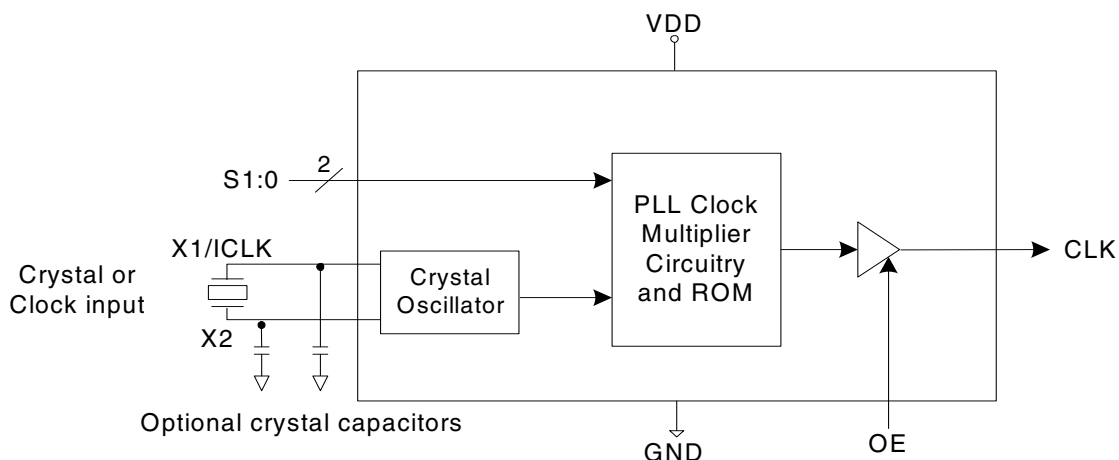 VDD
2
S1:0
PLL Clock
Multiplier
Circuitry
and ROM
X1/ICLK
CLK
Crystal or
Clock input
Crystal
Oscillator
X2
Optional crystal capacitors
GND
OE